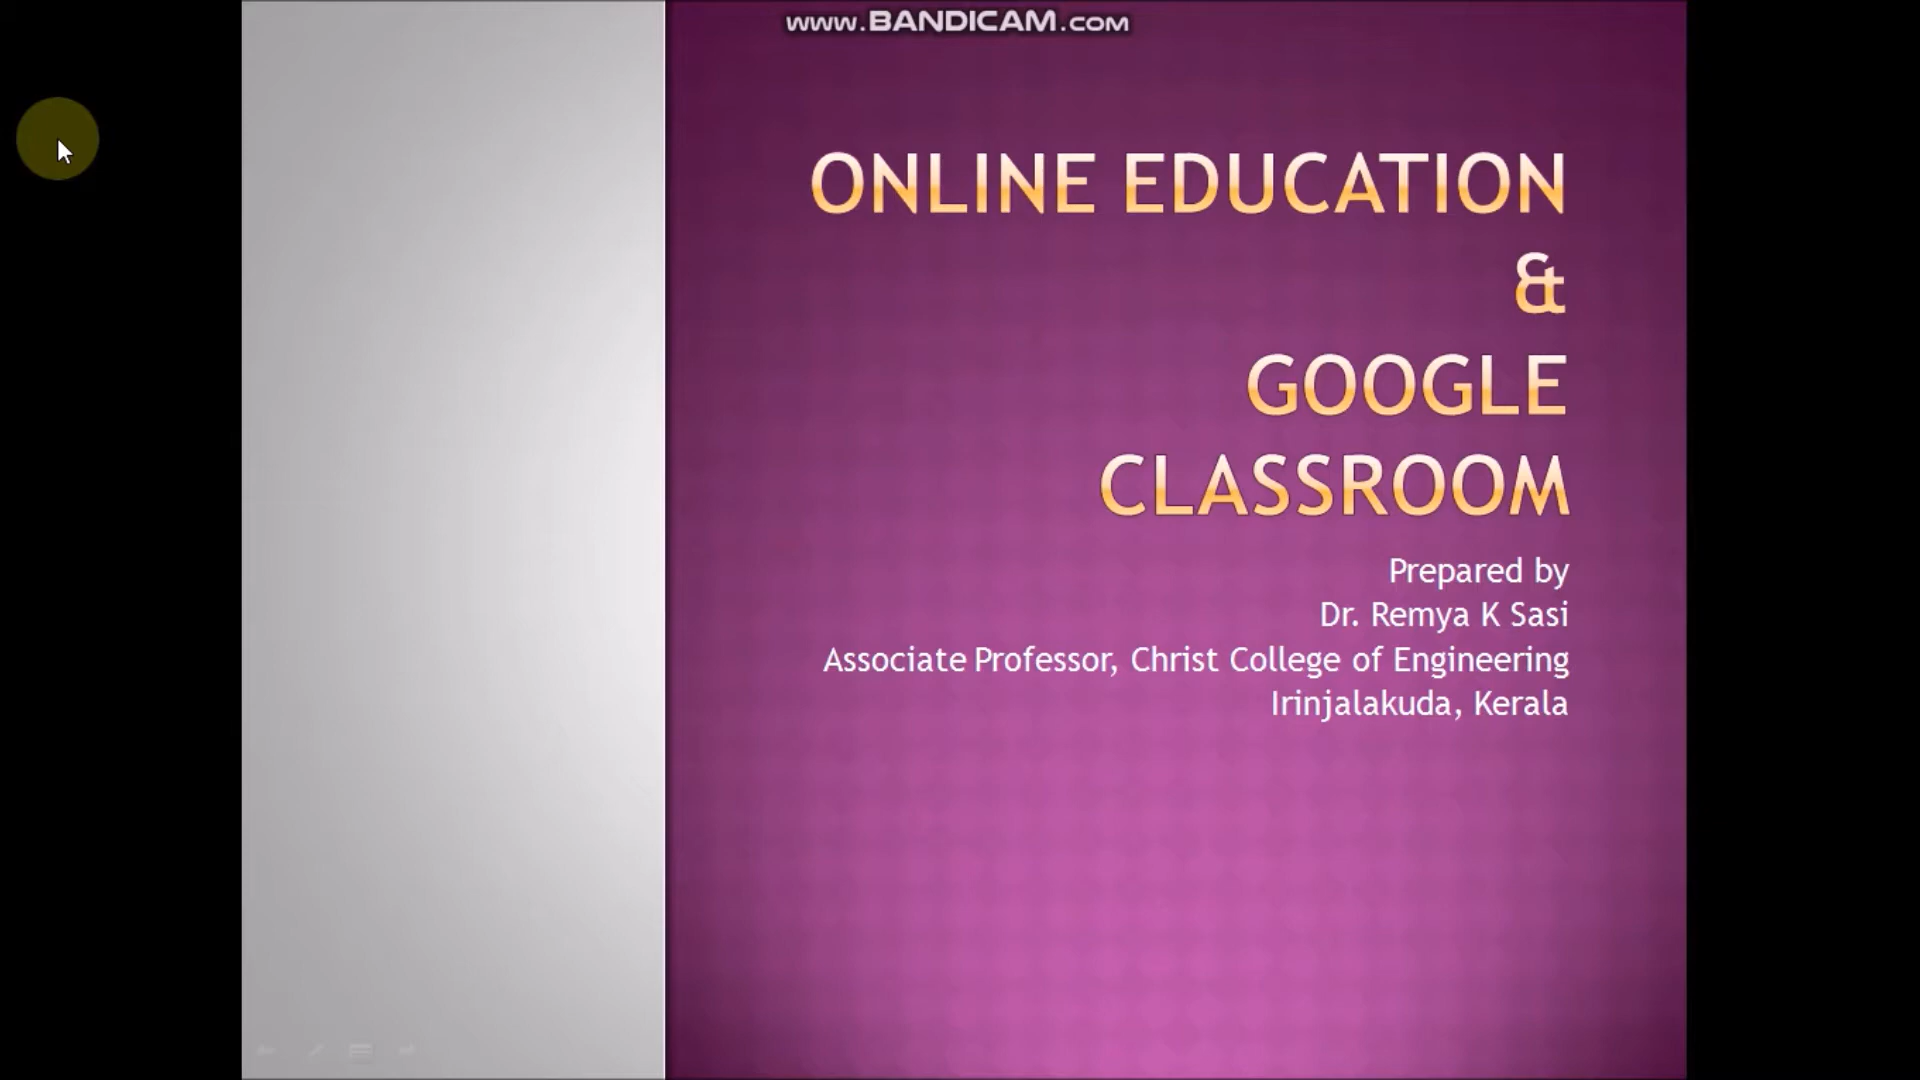 www.BANDICAM.COM
ONLINE EDUCATION
&
GOOGLE
CLASSROOM
Prepared by
Dr. Remya K Sasi
Associate Professor, Christ College of Engineering
Irinjalakuda, Kerala